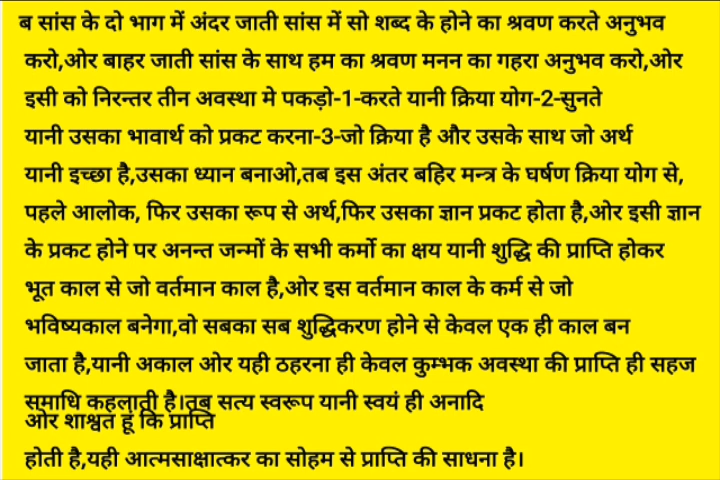 ब सांस के दो भाग में अंदर जाती सांस में सो शब्द के होने का श्रवण करते अनुभव
करो,ओर बाहर जाती सांस के साथ हम का श्रवण मनन का गहरा अनुभव करो,ओर
इसी को निरन्तर तीन अवस्था मे पकड़ो-1-करते यानी क्रिया योग-2-सुनते
यानी उसका भावार्थ को प्रकट करना-3-जो क्रिया है और उसके साथ जो अर्थ
यानी इच्छा है,उसका ध्यान बनाओ,तब इस अंतर बहिर मन्त्र के घर्षण क्रिया योग से,
पहले आलोक, फिर उसका रूप से अर्थ,फिर उसका ज्ञान प्रकट होता है,ओर इसी ज्ञान
के प्रकट होने पर अनन्त जन्मों के सभी कर्मो का क्षय यानी शुद्धि की प्राप्ति होकर
भूत काल से जो वर्तमान काल है,ओर इस वर्तमान काल के कर्म से जो
भविष्यकाल बनेगा,वो सबका सब शुद्धिकरण होने से केवल एक ही काल बन
जाता है,यानी अकाल ओर यही ठहरना ही केवल कुम्भक अवस्था की प्राप्ति ही सहज
समाधि कहलाती है।तब सत्य स्वरूप यानी स्वयं ही अनादि
ओर शाश्वत हूं कि प्राप्ति
होती है,यही आत्मसाक्षात्कर का सोहम से प्राप्ति की साधना है।